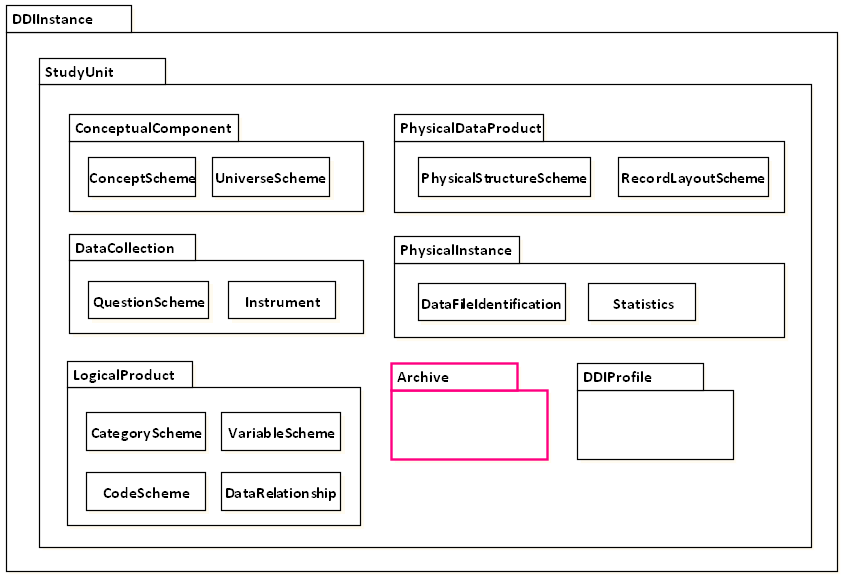 DDIInstance
StudyUnit
ConceptualComponent
ConceptScheme
UniverseScheme
PhysicalDataProduct
PhysicalStructureScheme
RecordLayoutScheme
DataCollection
QuestionScheme
Instrument
PhysicalInstance
DataFileIdentification
Statistics
LogicalProduct
CategoryScheme
VariableScheme
CodeScheme
DataRelationship
Archive
DDIProfile